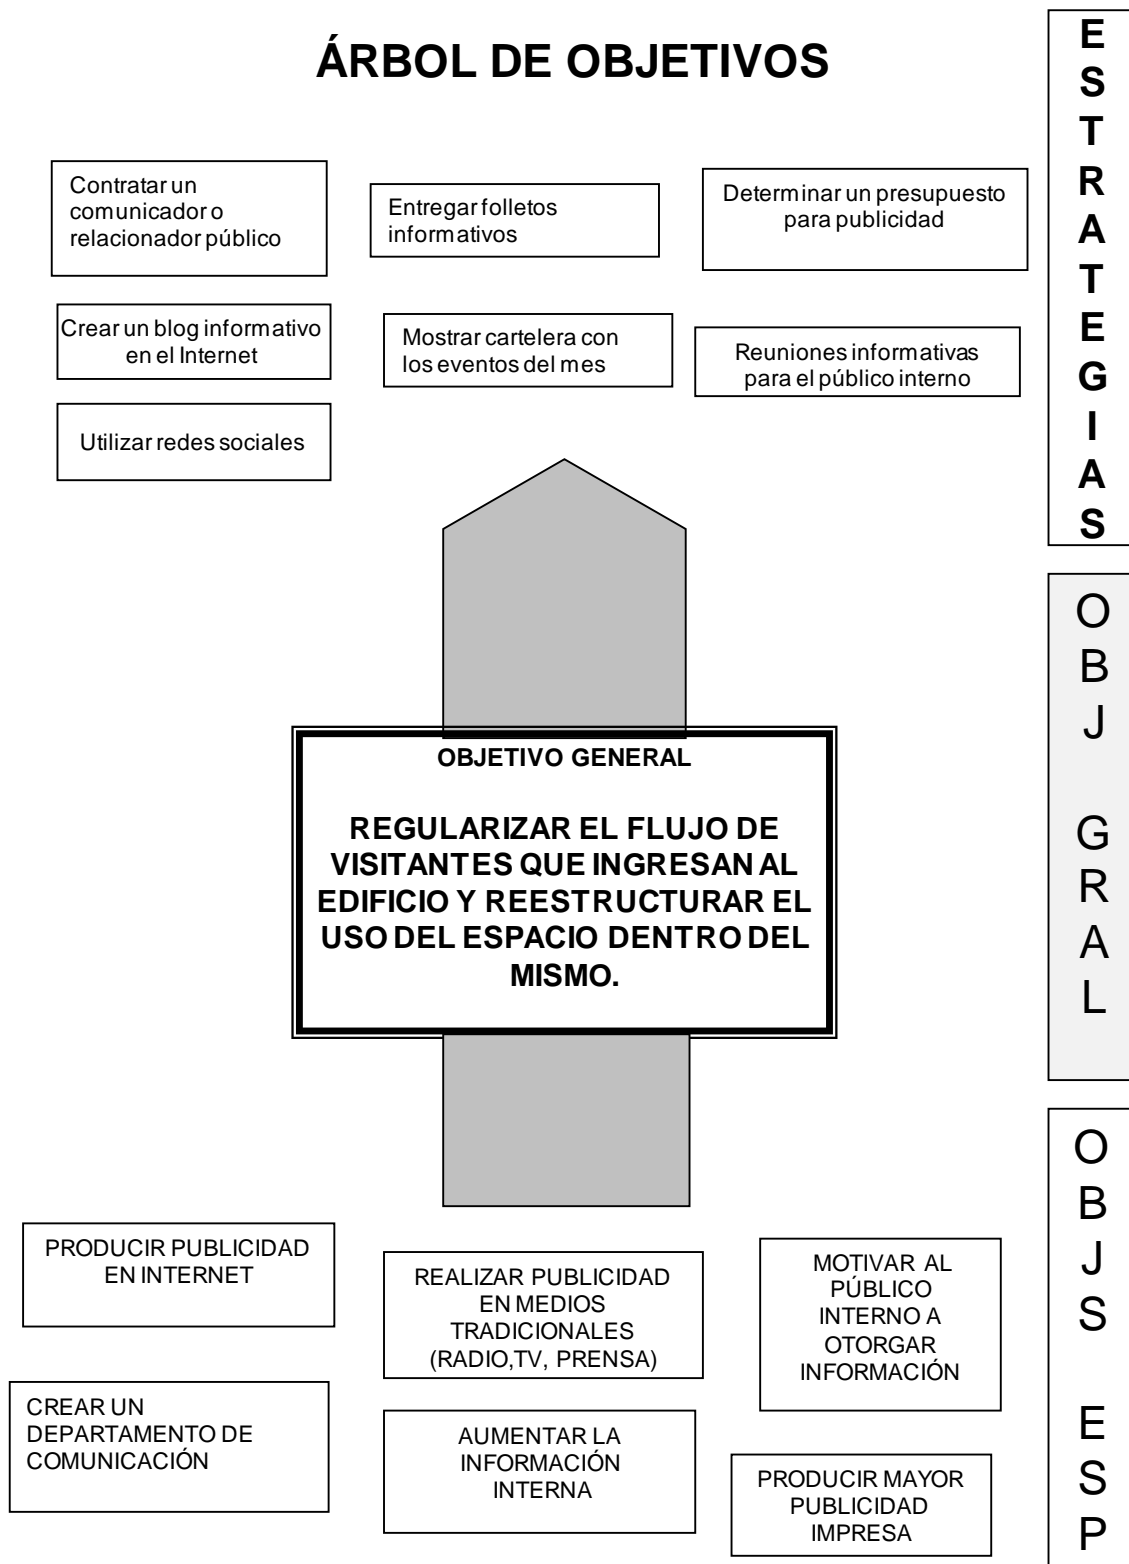 ÁRBOL DE OBJETIVOS
Contratar un
comunicador o
relacionador público
Entregar folletos
informativos
Determinar un presupuesto
para publicidad
Crear un blog informativo
en el Internet
Mostrar cartelera con
los eventos del mes
Reuniones informativas
para el público interno
Utilizar redes sociales
E
S
T
R
A
T
E
G
I
A
S
OBJETIVO GENERAL
REGULARIZAR EL FLUJO DE
VISITANTES QUE INGRESAN AL
EDIFICIO Y REESTRUCTURAR EL
USO DEL ESPACIO DENTRO DEL
MISMO.
O
B
J
G
R
A
L
PRODUCIR PUBLICIDAD
EN INTERNET
REALIZAR PUBLICIDAD
EN MEDIOS
TRADICIONALES
(RADIO,TV, PRENSA)
MOTIVAR AL
PÚBLICO
INTERNO A
OTORGAR
INFORMACIÓN
CREAR UN
DEPARTAMENTO DE
COMUNICACIÓN
AUMENTAR LA
INFORMACIÓN
INTERNA
PRODUCIR MAYOR
PUBLICIDAD
IMPRESA
O
B
J
S
E
S
P